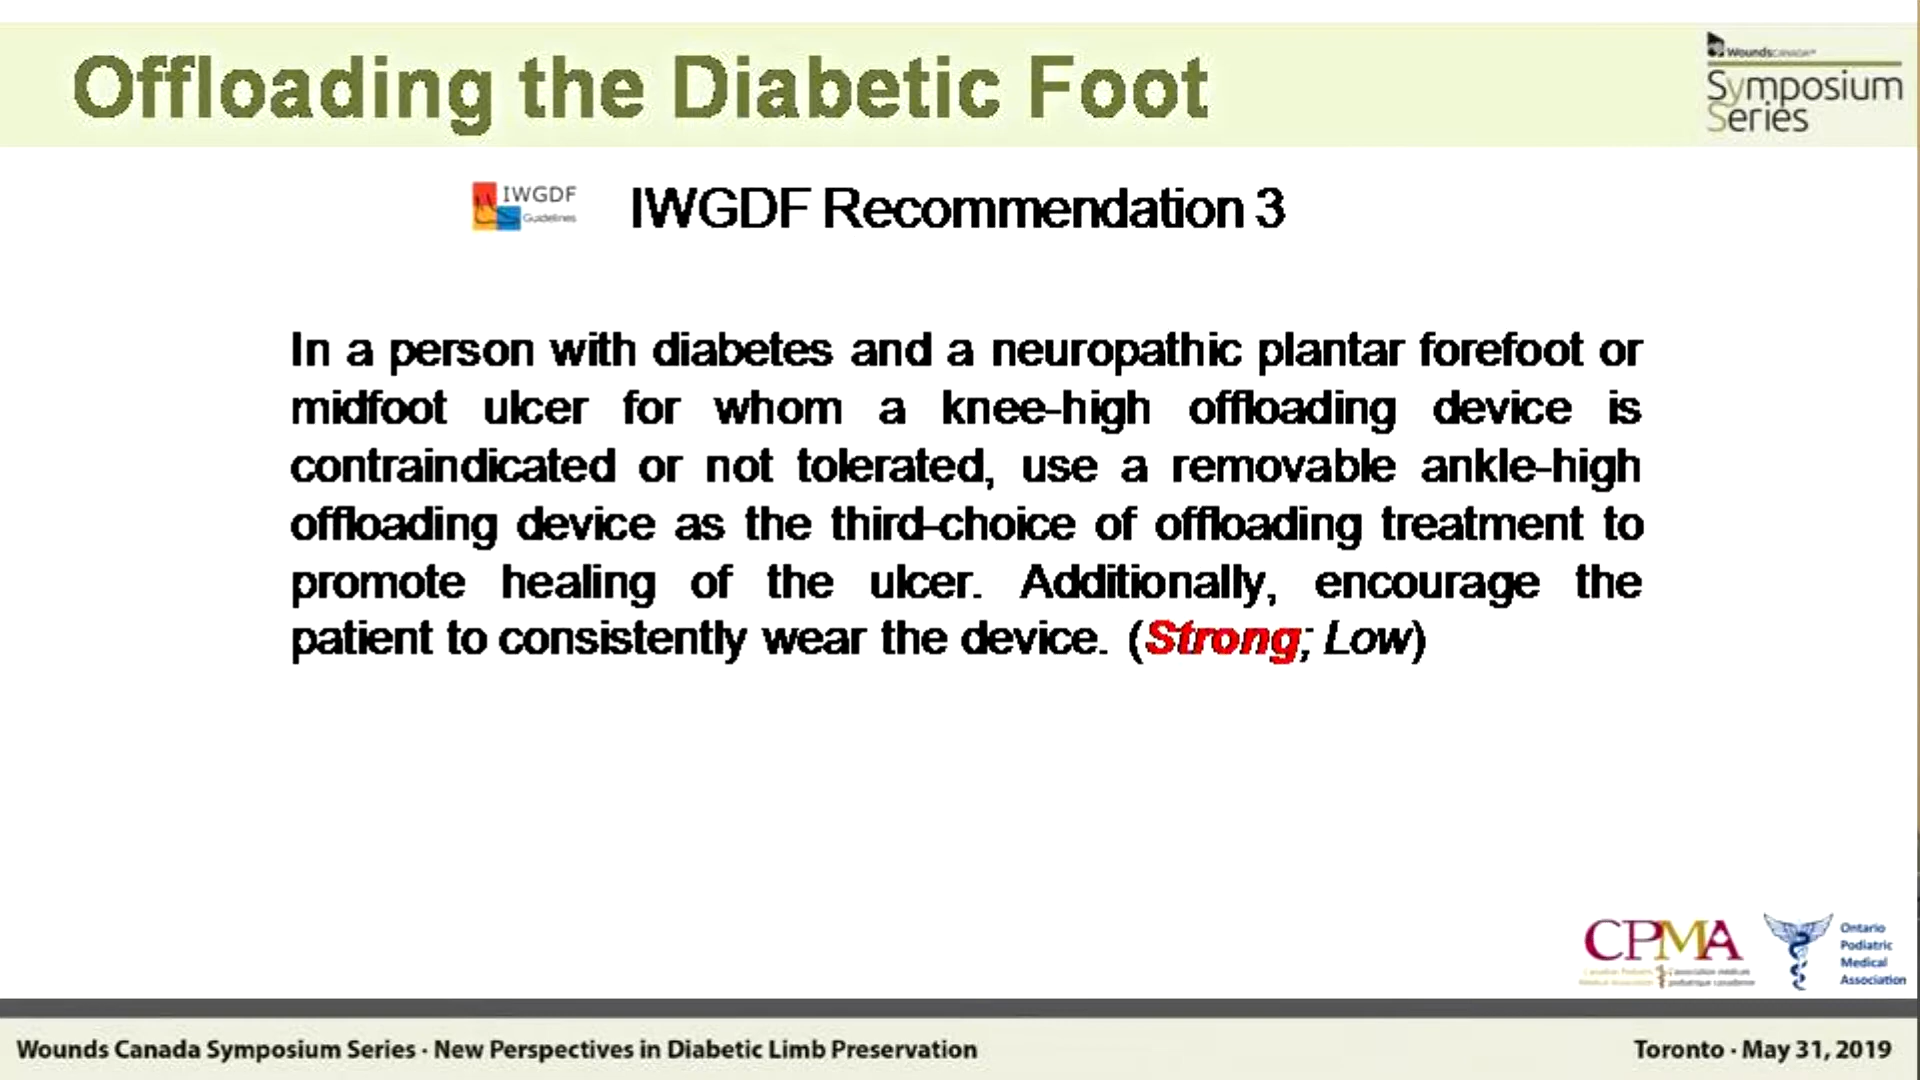 Offloading the Diabetic Foot
WoundsCANADA
Symposium
Series
IWGDF
Guidelines
IWGDF Recommendation 3
In a person with diabetes and a neuropathic plantar forefoot or
midfoot ulcer for whom a knee-high offloading device is
contraindicated or not tolerated, use a removable ankle-high
offloading device as the third-choice of offloading treatment to
promote healing of the ulcer. Additionally, encourage the
patient to consistently wear the device. (Strong; Low)
CPMA
Ontario
Podiatric
Medical
Association
Wounds Canada Symposium Series · New Perspectives in Diabetic Limb Preservation
Toronto · May 31, 2019